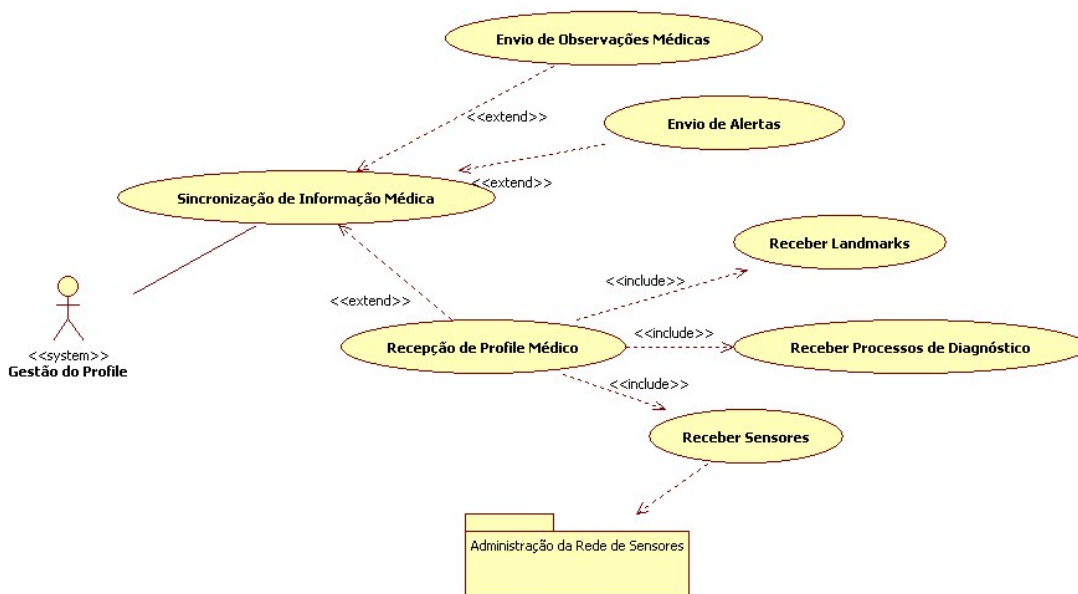 Envio de Observações Médicas
<<extend>>
Envio de Alertas
<<extend>>
Sincronização de Informação Médica
Receber Landmarks
<<include>>
<<extend>>
<<include>>
Recepção de Profile Médico
Receber Processos de Diagnóstico
<<system>>
Gestão do Profile
<<include>>
Receber Sensores
Administração da Rede de Sensores